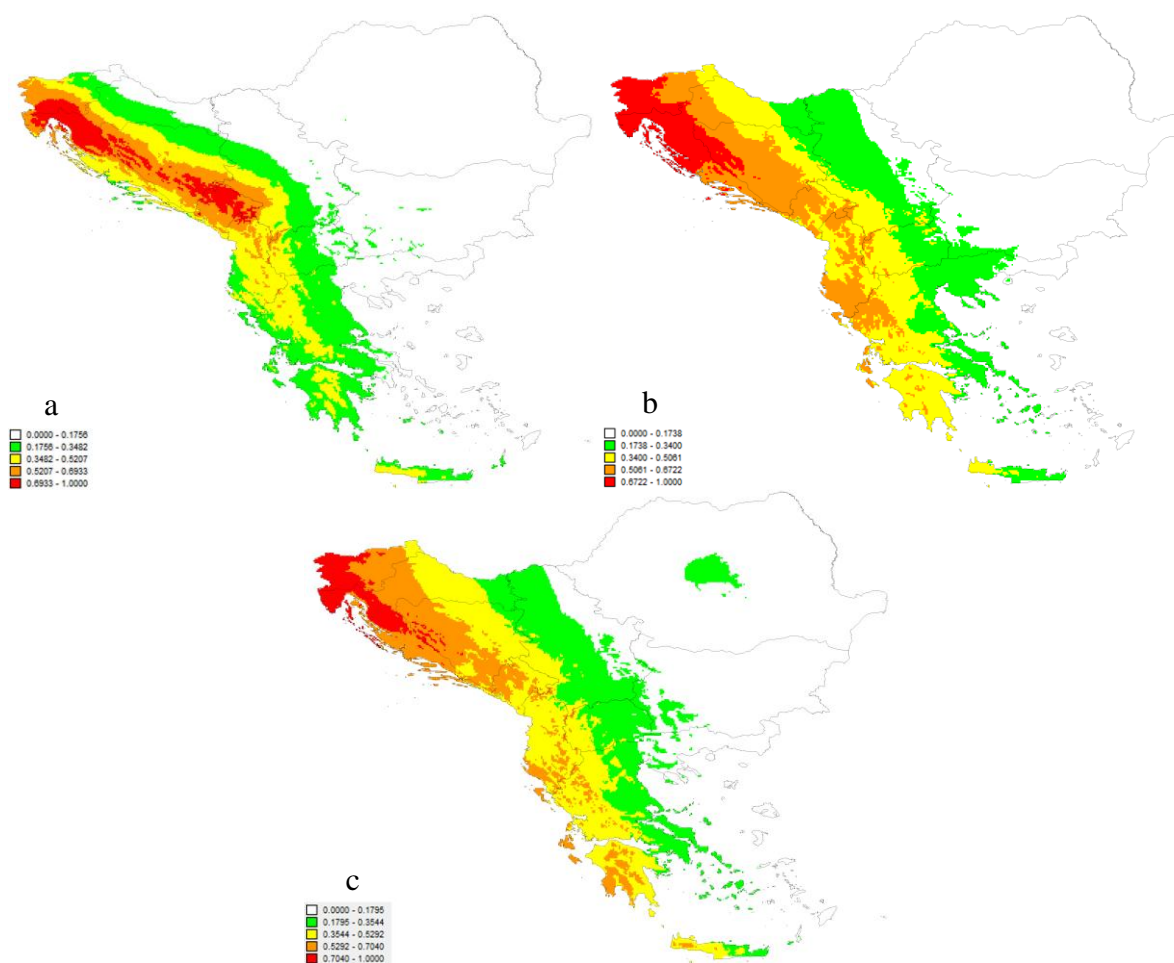 a
0.0000 - 0.1756
0.1756 - 0.3482
0.3482 - 0.5207
0.5207 - 0.6933
0.6933 - 1.0000
b
0.0000 - 0.1738
0.1738 - 0.3400
0.3400 - 0.5061
0.5061 - 0.6722
0.6722 - 1.0000
c
0.0000 - 0.1795
0.1795 - 0.3544
0.3544 - 0.5292
0.5292 - 0.7040
0.7040 - 1.0000